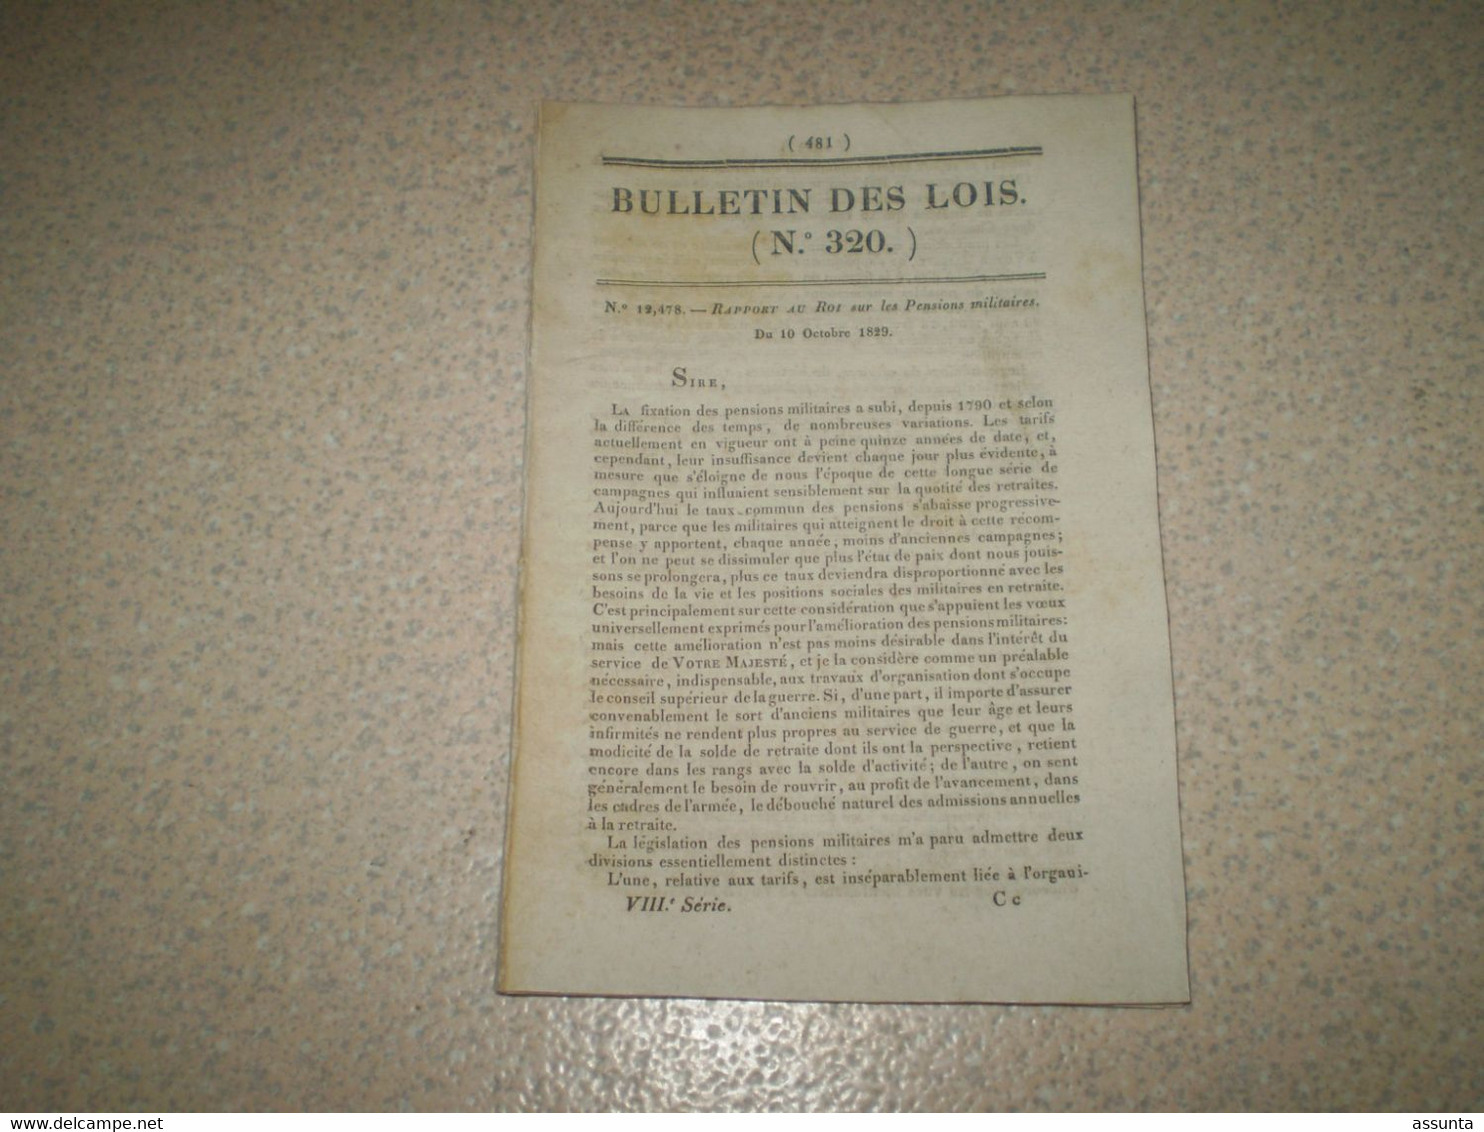 ( 481 )
BULLETIN DES LOIS.
( N.º 320. )
N.º 12,478. — RAPPORT AU ROI sur les Pensions militaires.
Du 10 Octobre 1829.
SIRE,
LA fixation des pensions militaires a subi, depuis 1790 et selon
la différence des temps, de nombreuses variations. Les tarifs
actuellement en vigueur ont à peine quinze années de date, et,
cependant, leur insuffisance devient chaque jour plus évidente, à
mesure que s'éloigne de nous l'époque de cette longue série de
campagnes qui influaient sensiblement sur la quotité des retraites.
Aujourd'hui le taux commun des pensions s'abaisse progressive-
ment, parce que les militaires qui atteignent le droit à cette récom-
pense y apportent, chaque année, moins d'anciennes campagnes;
et l'on ne peut se dissimuler que plus l'état de paix dont nous jouis-
sons se prolongera, plus ce taux deviendra disproportionné avec les
besoins de la vie et les positions sociales des militaires en retraite.
C'est principalement sur cette considération que s'appuient les vœux
universellement exprimés pour l'amélioration des pensions militaires:
mais cette amélioration n'est pas moins désirable dans l'intérêt du
service de VOTRE MAJESTÉ, et je la considère comme un préalable
nécessaire, indispensable, aux travaux d'organisation dont s'occupe
le conseil supérieur de la guerre. Si, d'une part, il importe d'assurer
convenablement le sort d'anciens militaires que leur âge et leurs
infirmités ne rendent plus propres au service de guerre, et que la
modicité de la solde de retraite dont ils ont la perspective, retient
encore dans les rangs avec la solde d'activité; de l'autre, on sent
généralement le besoin de rouvrir, au profit de l'avancement, dans
les cadres de l'armée, le débouché naturel des admissions annuelles
à la retraite.
La législation des pensions militaires m'a paru admettre deux
divisions essentiellement distinctes :
L'une, relative aux tarifs, est inséparablement liée à l'organi-
VIII.e Série. C c
www.delcampe.net
assunta